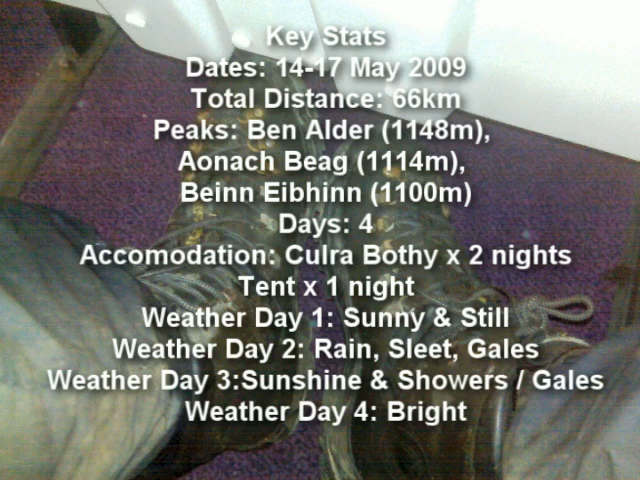 Key Stats
Dates: 14-17 May 2009
Total Distance: 66km
Peaks: Ben Alder (1148m),
Aonach Beag (1114m),
Beinn Eibhinn (1100m)
Days: 4
Accomodation: Culra Bothy x 2 nights
Tent x 1 night
Weather Day 1: Sunny & Still
Weather Day 2: Rain, Sleet, Gales
Weather Day 3:Sunshine & Showers / Gales
Weather Day 4: Bright